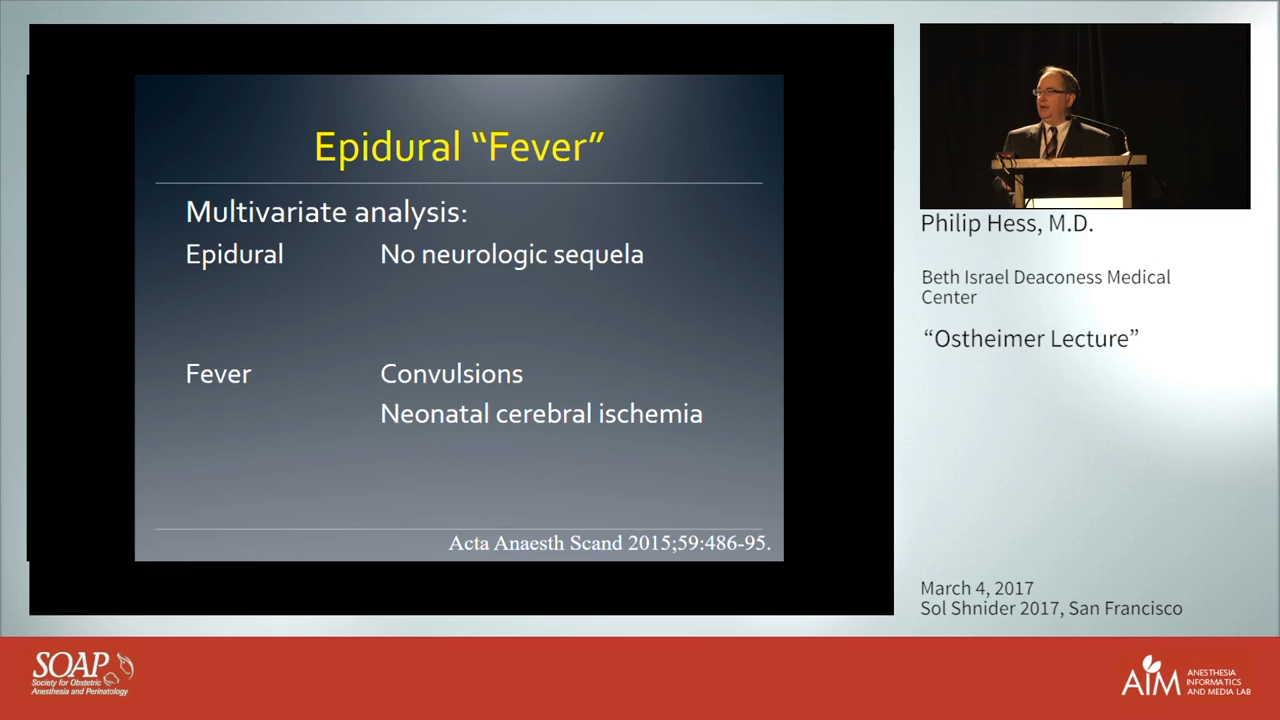 Epidural “Fever”
Multivariate analysis:
Epidural No neurologic sequela
Fever Convulsions
Neonatal cerebral ischemia
Acta Anaesth Scand 2015;59:486-95.
Philip Hess, M.D.
Beth Israel Deaconess Medical
Center
“Ostheimer Lecture”
March 4, 2017
Sol Shnider 2017, San Francisco
SOAP
Society for Obstetric
Anesthesia and Perinatology
AIM
ANESTHESIA
INFORMATICS
AND MEDIA LAB